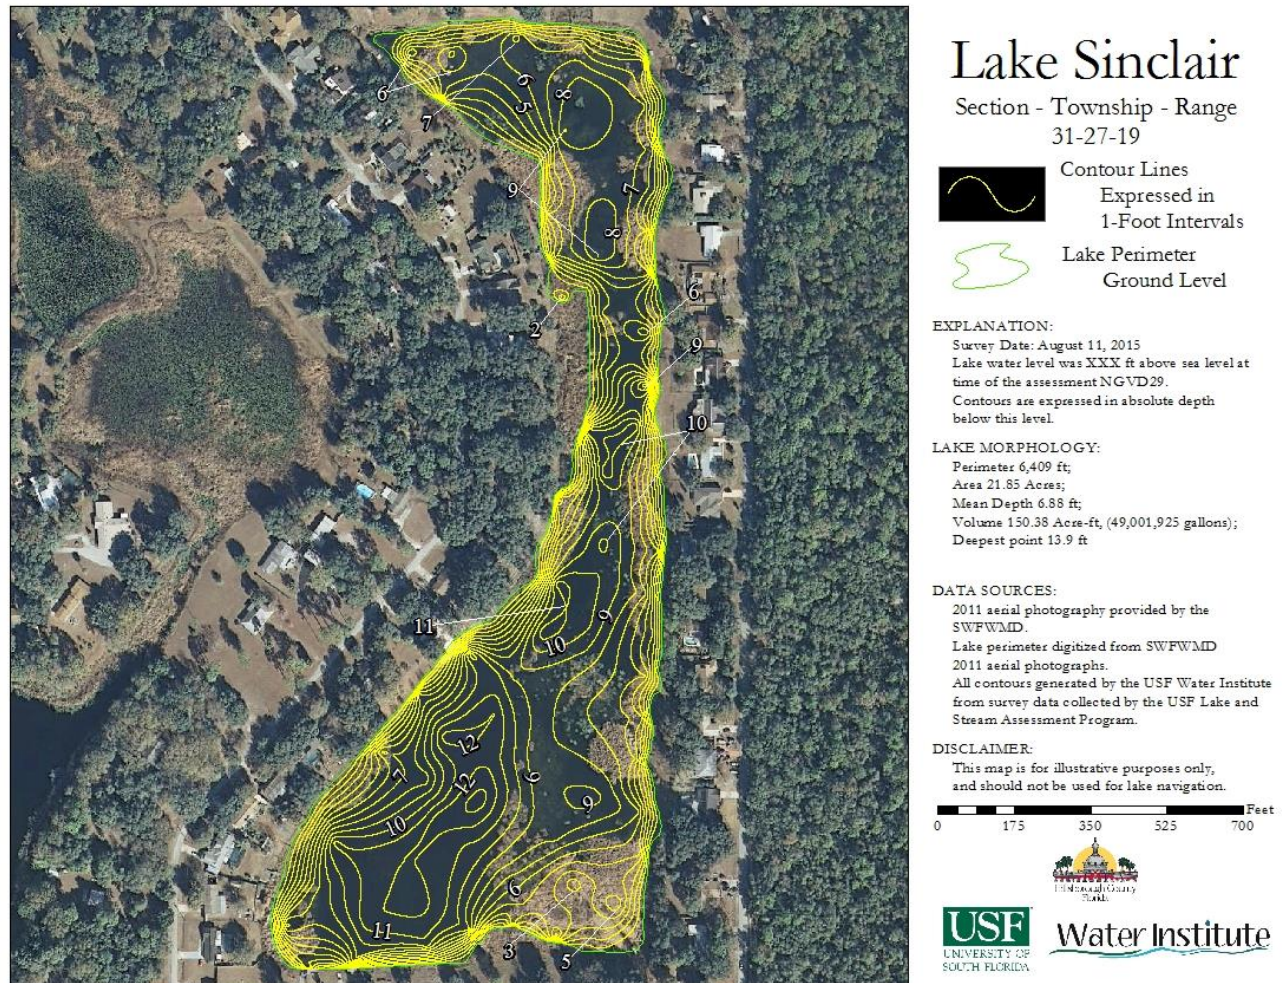 Lake Sinclair
Section - Township - Range
31-27-19
Contour Lines
Expressed in
1-Foot Intervals
Lake Perimeter
Ground Level
EXPLANATION:
Survey Date: August 11, 2015
Lake water level was XXX ft above sea level at
time of the assessment NGVD29.
Contours are expressed in absolute depth
below this level.
LAKE MORPHOLOGY:
Perimeter 6,409 ft;
Area 21.85 Acres;
Mean Depth 6.88 ft;
Volume 150.38 Acre-ft, (49,001,925 gallons);
Deepest point 13.9 ft
DATA SOURCES:
2011 aerial photography provided by the
SWFWMD.
Lake perimeter digitized from SWFWMD
2011 aerial photographs.
All contours generated by the USF Water Institute
from survey data collected by the USF Lake and
Stream Assessment Program.
DISCLAIMER:
This map is for illustrative purposes only,
and should not be used for lake navigation.
Feet
0 175 350 525 700
Hillsborough County
Florida
USF
UNIVERSITY OF
SOUTH FLORIDA
Water Institute
6
7
6
5
8
9
7
8
2
6
9
10
11
10
9
12
12
7
10
9
9
6
11
3
5